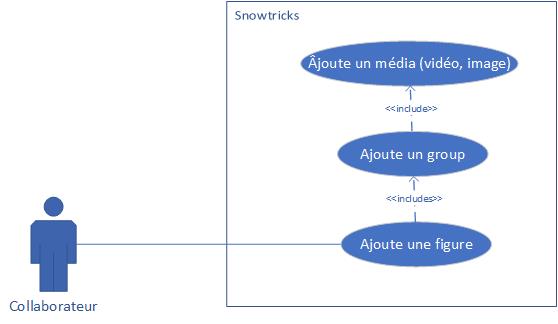 Snowtricks
Âjoute un média (vidéo, image)
<<include>>
Ajoute un group
<<includes>>
Ajoute une figure
Collaborateur